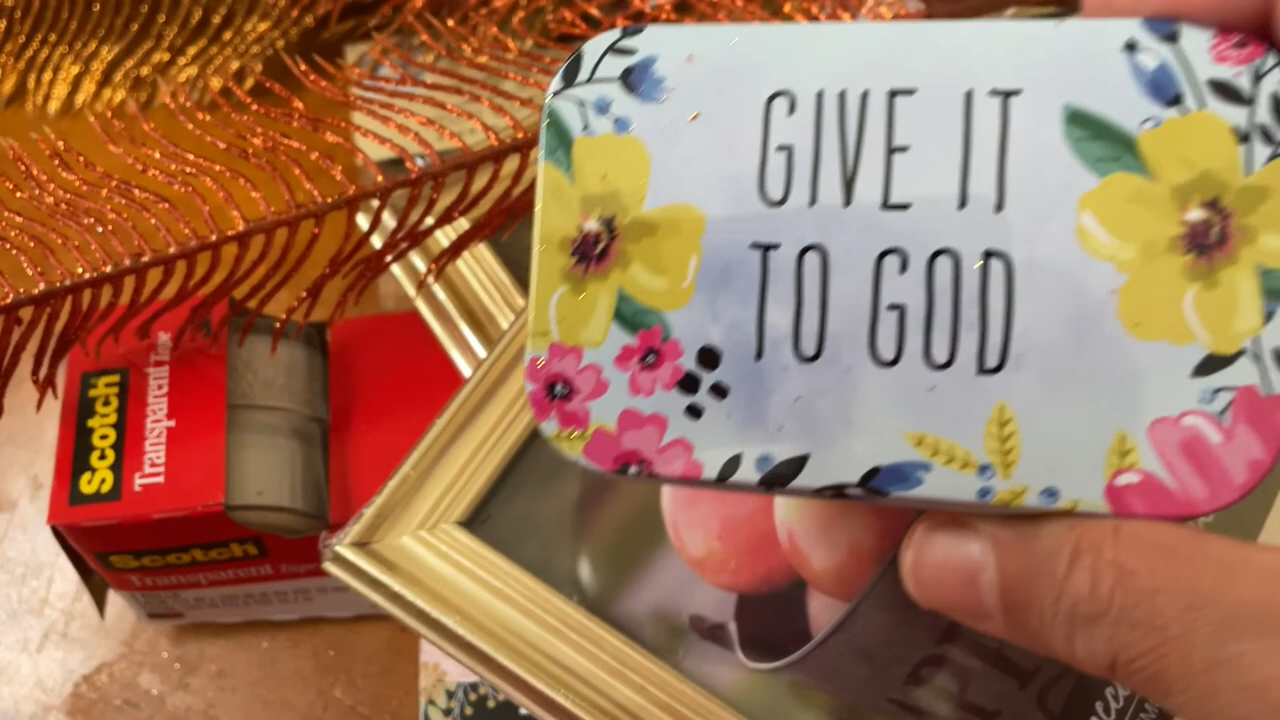 GIVE IT
TO GOD
Scotch
Transparent Tape
Scotch
Transparent Tape